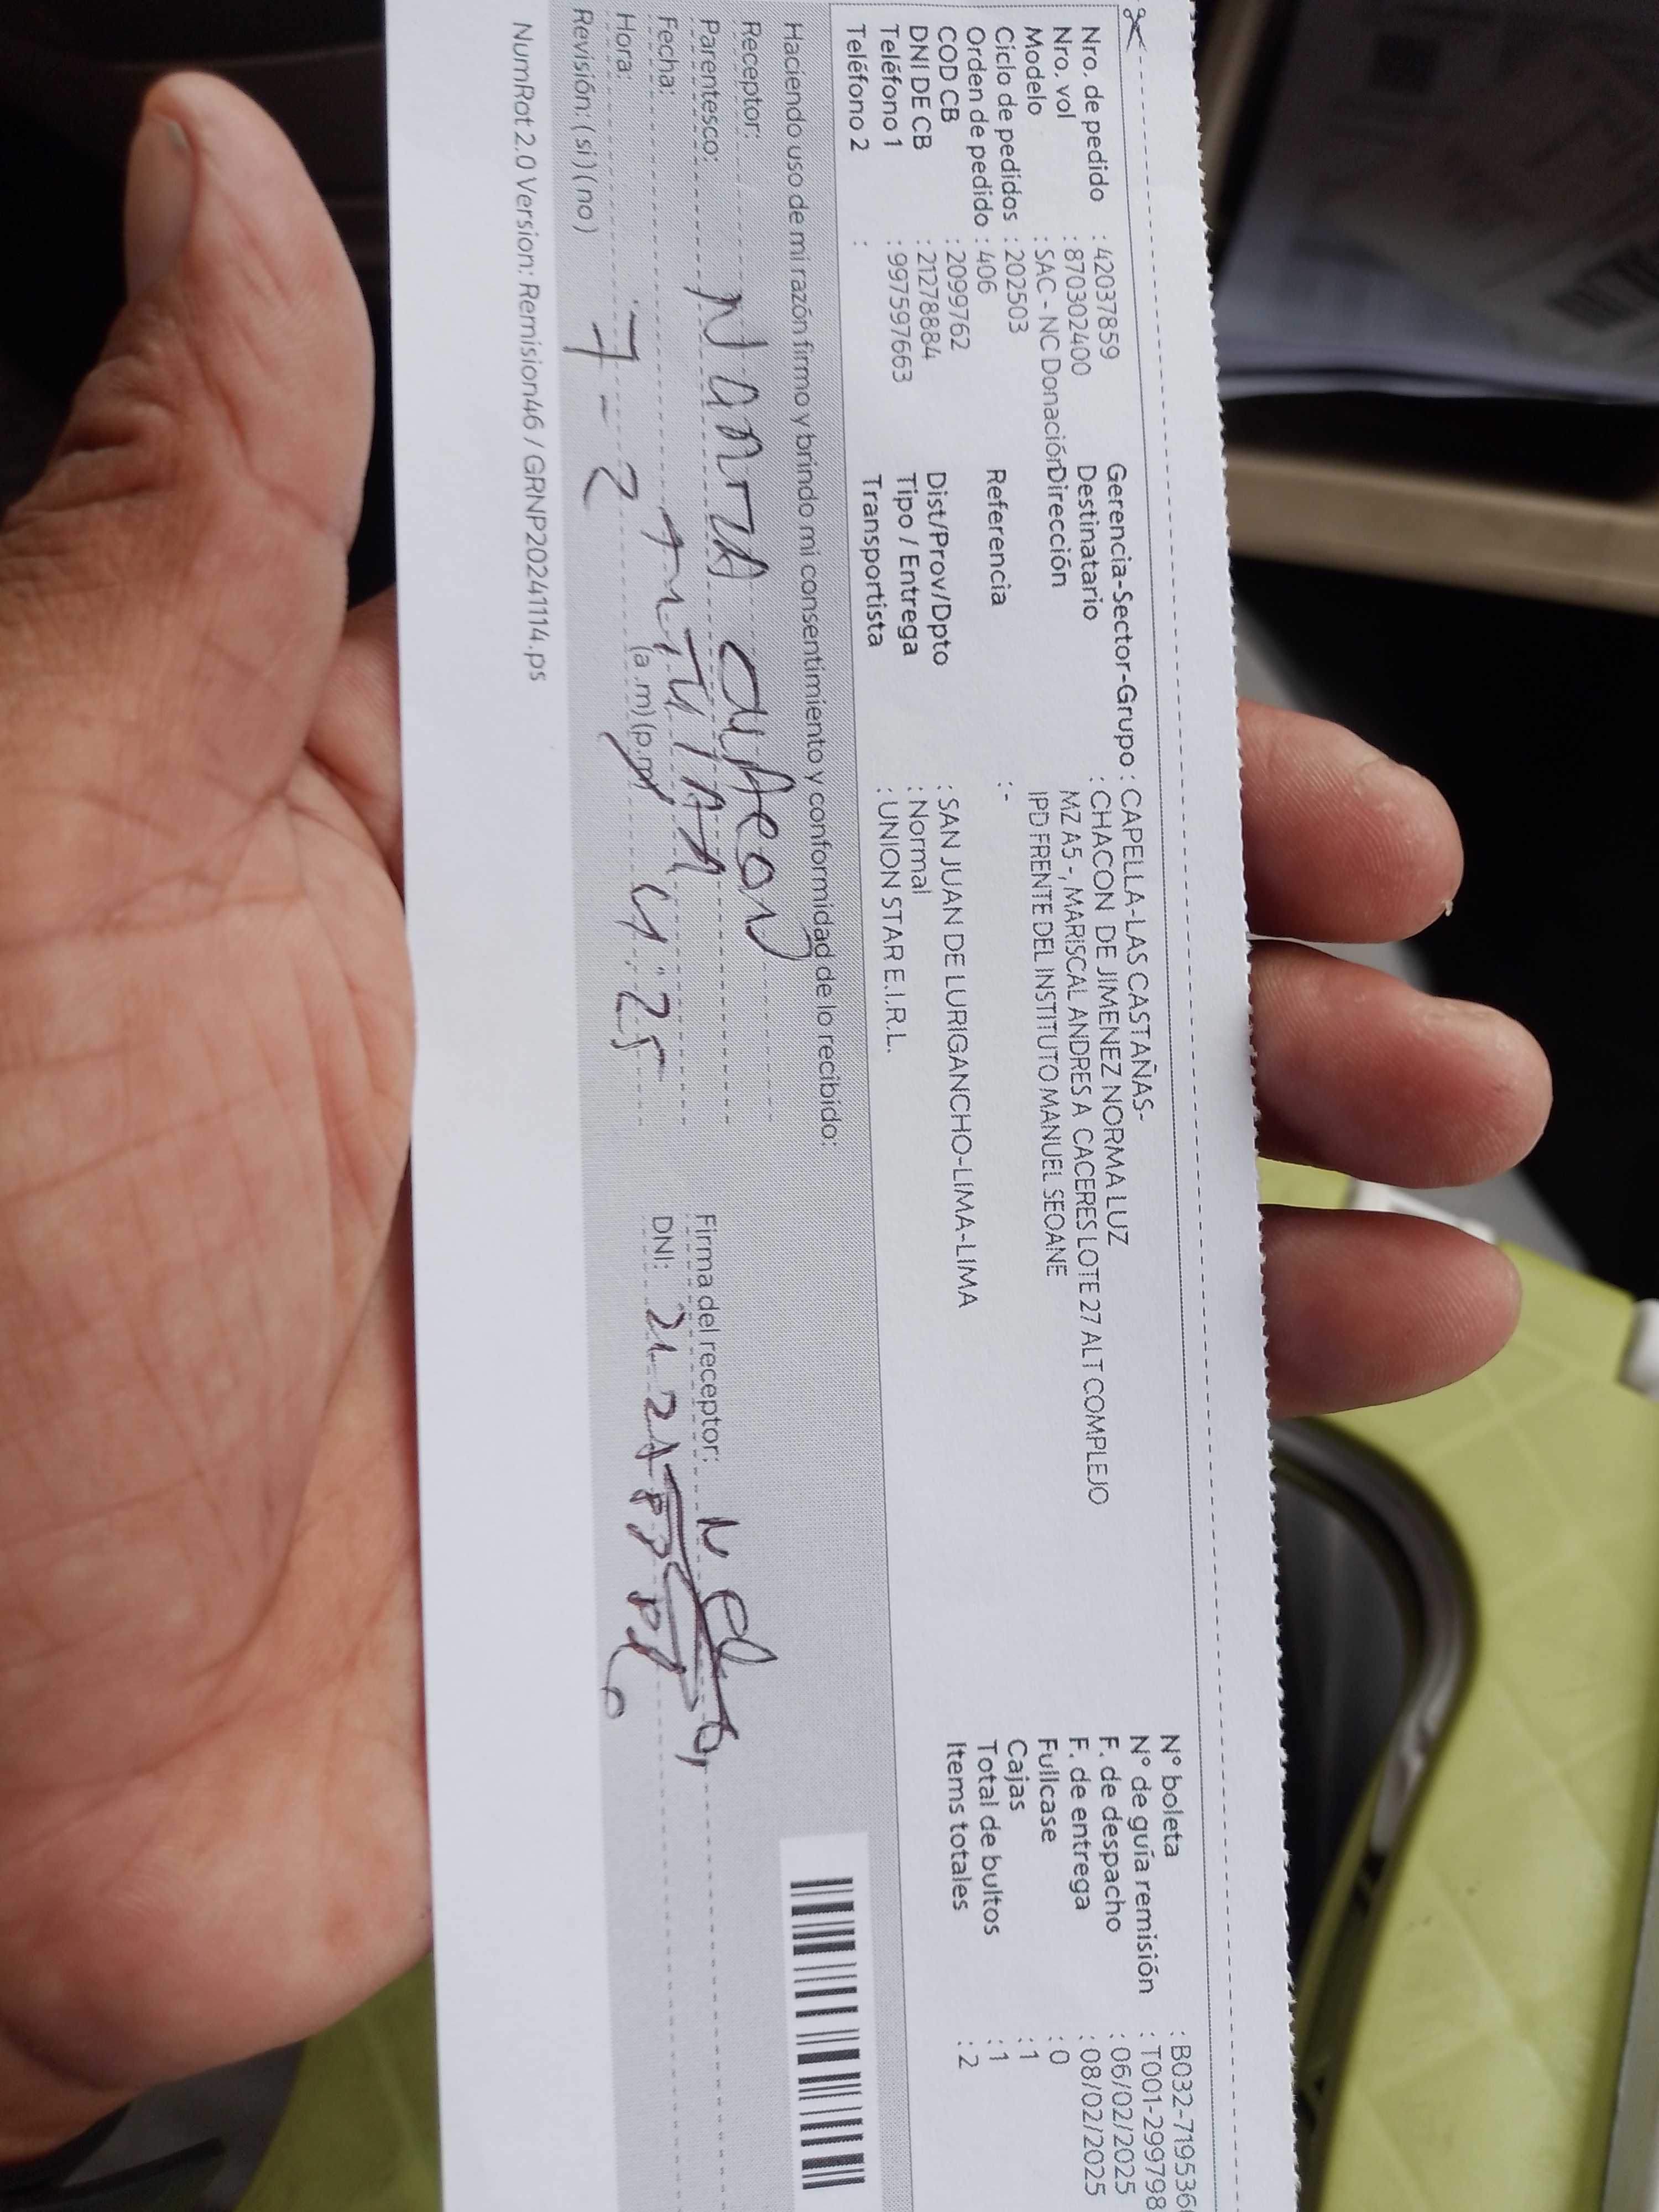 Nro. de pedido : 42037859
Nro. vol : 870302400
Modelo : SAC - NC Donación
Ciclo de pedidos : 202503
Orden de pedido : 406
COD CB : 2099762
DNI DE CB : 21278884
Teléfono 1 : 997597663
Teléfono 2 :
Gerencia-Sector-Grupo : CAPELLA-LAS CASTAÑAS-
Destinatario : CHACON DE JIMENEZ NORMA LUZ
Dirección MZ A5 -, MARISCAL ANDRES A CACERES LOTE 27 ALT COMPLEJO
IPD FRENTE DEL INSTITUTO MANUEL SEOANE
Referencia : -
Dist/Prov/Dpto : SAN JUAN DE LURIGANCHO-LIMA-LIMA
Tipo / Entrega : Normal
Transportista : UNION STAR E.I.R.L.
N° boleta : B032-719536
N° de guía remisión : T001-299798
F. de despacho : 06/02/2025
F. de entrega : 08/02/2025
Fullcase : 0
Cajas : 1
Total de bultos : 1
Items totales : 2
Haciendo uso de mi razón firmo y brindo mi consentimiento y conformidad de lo recibido:
Receptor:
Parentesco:
Fecha:
Hora: 7 - 2 (a.m) (p.m) 4:25
Revisión: (si) (no)
Firma del receptor:
DNI:
NumRot 2.0 Version: Remision46 / GRNP20241114.ps